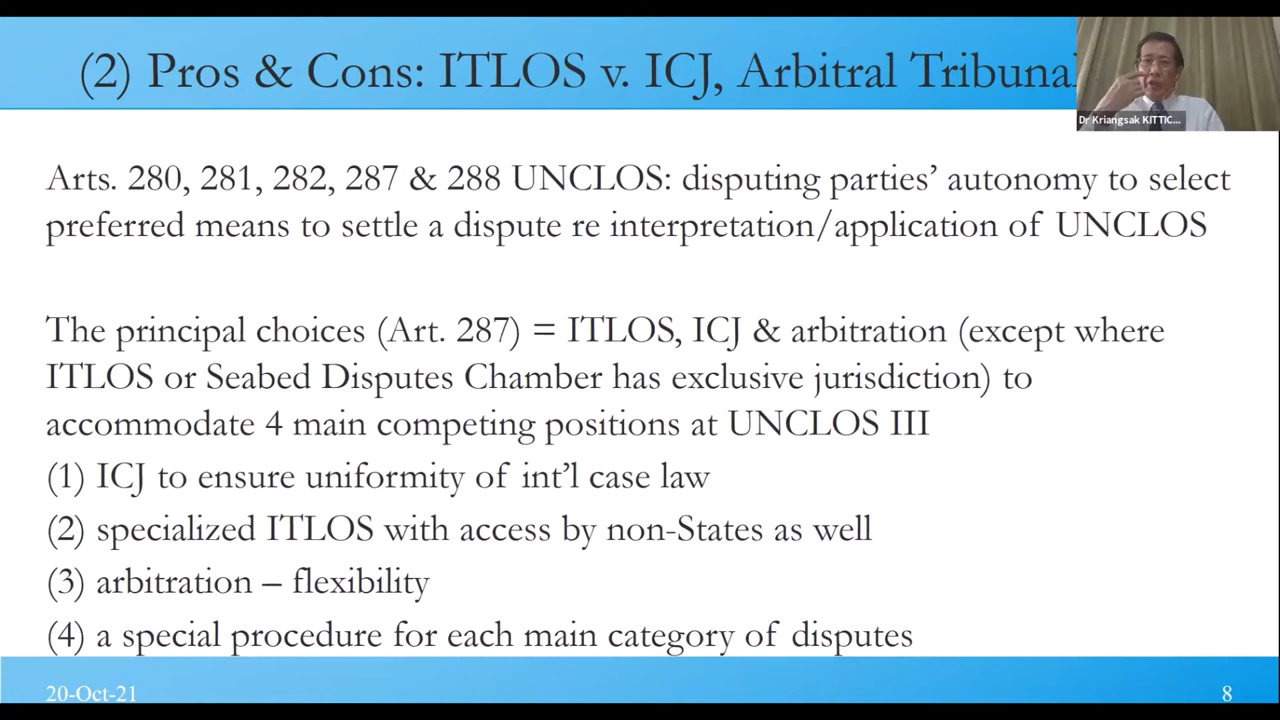 (2) Pros & Cons: ITLOS v. ICJ, Arbitral Tribunal
Dr Kriangsak KITTIC...
Arts. 280, 281, 282, 287 & 288 UNCLOS: disputing parties’ autonomy to select
preferred means to settle a dispute re interpretation/application of UNCLOS
The principal choices (Art. 287) = ITLOS, ICJ & arbitration (except where
ITLOS or Seabed Disputes Chamber has exclusive jurisdiction) to
accommodate 4 main competing positions at UNCLOS III
(1) ICJ to ensure uniformity of int’l case law
(2) specialized ITLOS with access by non-States as well
(3) arbitration – flexibility
(4) a special procedure for each main category of disputes
20-Oct-21
8